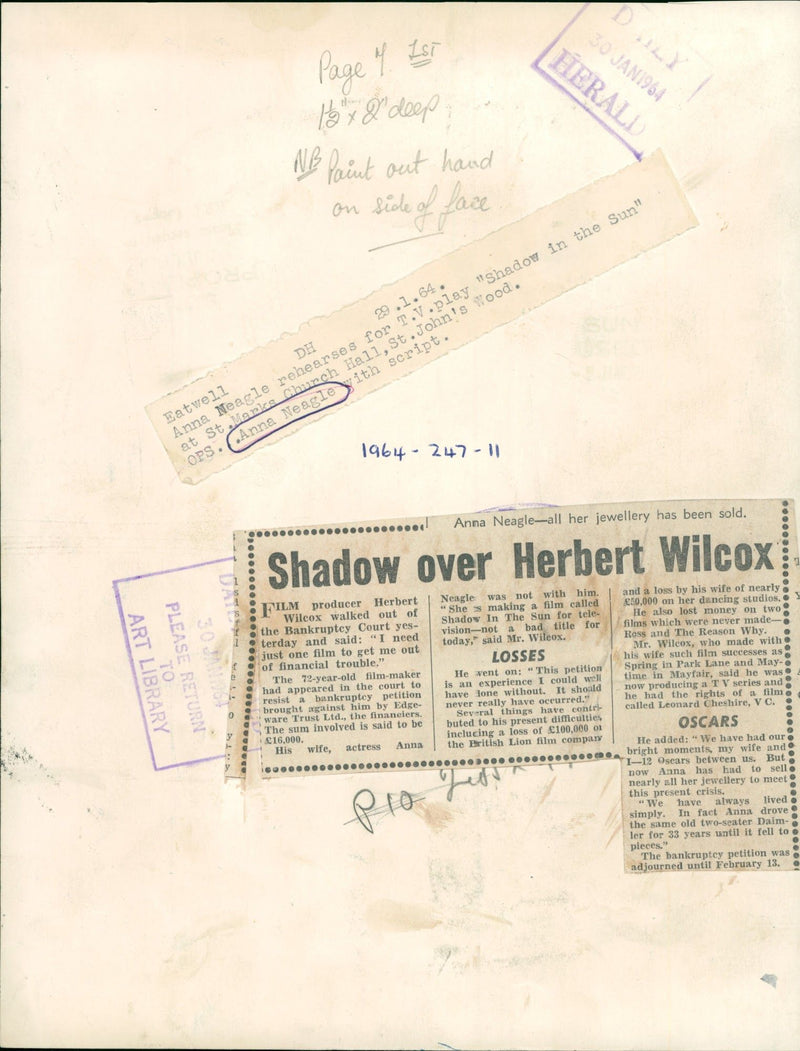 Page 7 1st
1½" x 2" deep
NB Paint out hand
on side of face
30 JAN 1964
HERALD
Eatwell DH 29.1.64.
Anna Neagle rehearses for T.V.play "Shadow in the Sun"
at St.Marks Church Hall,St.John's Wood.
OPS. .Anna Neagle with script.
1964-247-11
Anna Neagle—all her jewellery has been sold.
Shadow over Herbert Wilcox
FILM producer Herbert
Wilcox walked out of
the Bankruptcy Court yes-
terday and said: "I need
just one film to get me out
of financial trouble."
The 72-year-old film-maker
had appeared in the court to
resist a bankruptcy petition
brought against him by Edge-
ware Trust Ltd., the financiers.
The sum involved is said to be
£16,000.
His wife, actress Anna
Neagle was not with him.
"She is making a film called
Shadow In The Sun for tele-
vision—not a bad title for
today," said Mr. Wilcox.
LOSSES
He went on: "This petition
is an experience I could well
have done without. It should
never really have occurred."
Several things have contri-
buted to his present difficulties
including a loss of £100,000 of
the British Lion film company
and a loss by his wife of nearly
£50,000 on her dancing studios.
He also lost money on two
films which were never made—
Ross and The Reason Why.
Mr. Wilcox, who made with
his wife such film successes as
Spring in Park Lane and May-
time in Mayfair, said he was
now producing a TV series and
he had the rights of a film
called Leonard Cheshire, V C.
OSCARS
He added: "We have had our
bright moments, my wife and
I—12 Oscars between us. But
now Anna has had to sell
nearly all her jewellery to meet
this present crisis.
"We have always lived
simply. In fact Anna drove
the same old two-seater Daim-
ler for 33 years until it fell to
pieces."
The bankruptcy petition was
adjourned until February 13.
30 JAN 1964
PLEASE RETURN
TO
ART LIBRARY
P10